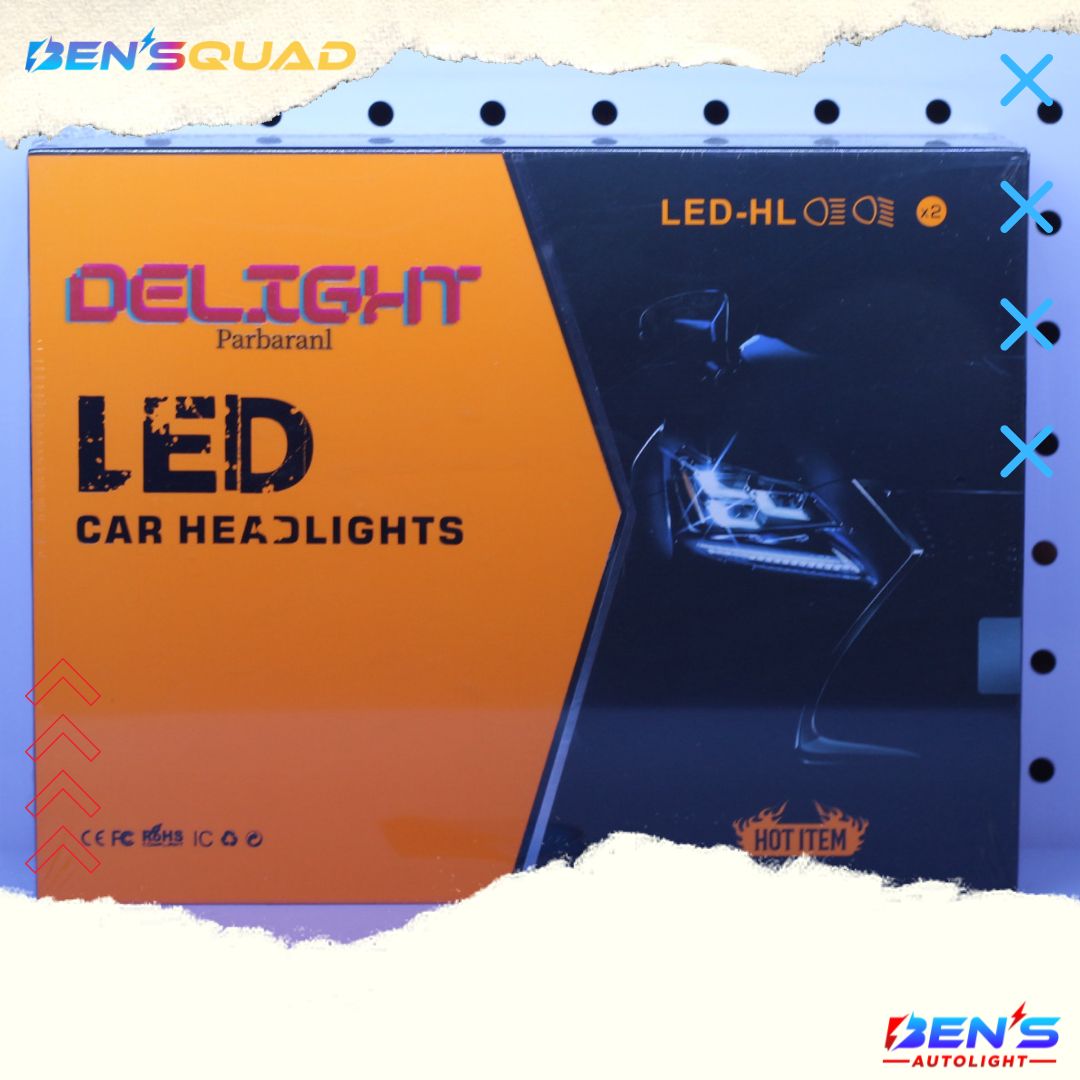 BEN'SQUAD
LED-HL x2
DELIGHT
Parbaranl
LED
CAR HEADLIGHTS
CE FC RoHS IC
HOT ITEM
BEN'S
AUTOLIGHT